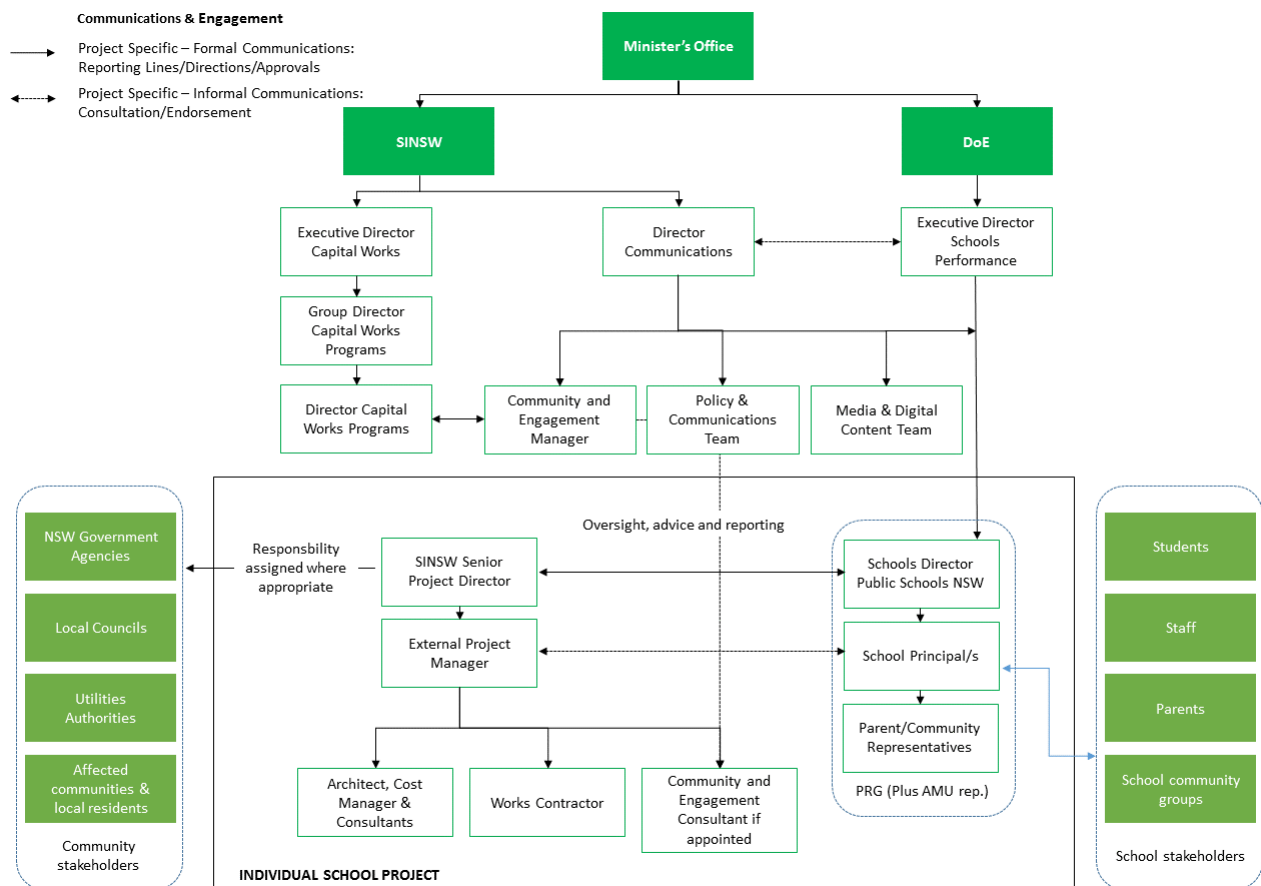 Communications & Engagement
Project Specific – Formal Communications:
Reporting Lines/Directions/Approvals
Project Specific – Informal Communications:
Consultation/Endorsement
Minister's Office
SINSW
DoE
Executive Director
Capital Works
Director
Communications
Executive Director
Schools
Performance
Group Director
Capital Works
Programs
Director Capital
Works Programs
Community and
Engagement
Manager
Policy &
Communications
Team
Media & Digital
Content Team
Oversight, advice and reporting
NSW Government
Agencies
Local Councils
Utilities
Authorities
Affected
communities &
local residents
Community
stakeholders
Responsbility
assigned where
appropriate
SINSW Senior
Project Director
External Project
Manager
Architect, Cost
Manager &
Consultants
Works Contractor
Community and
Engagement
Consultant if
appointed
Schools Director
Public Schools NSW
School Principal/s
Parent/Community
Representatives
PRG (Plus AMU rep.)
Students
Staff
Parents
School community
groups
School stakeholders
INDIVIDUAL SCHOOL PROJECT